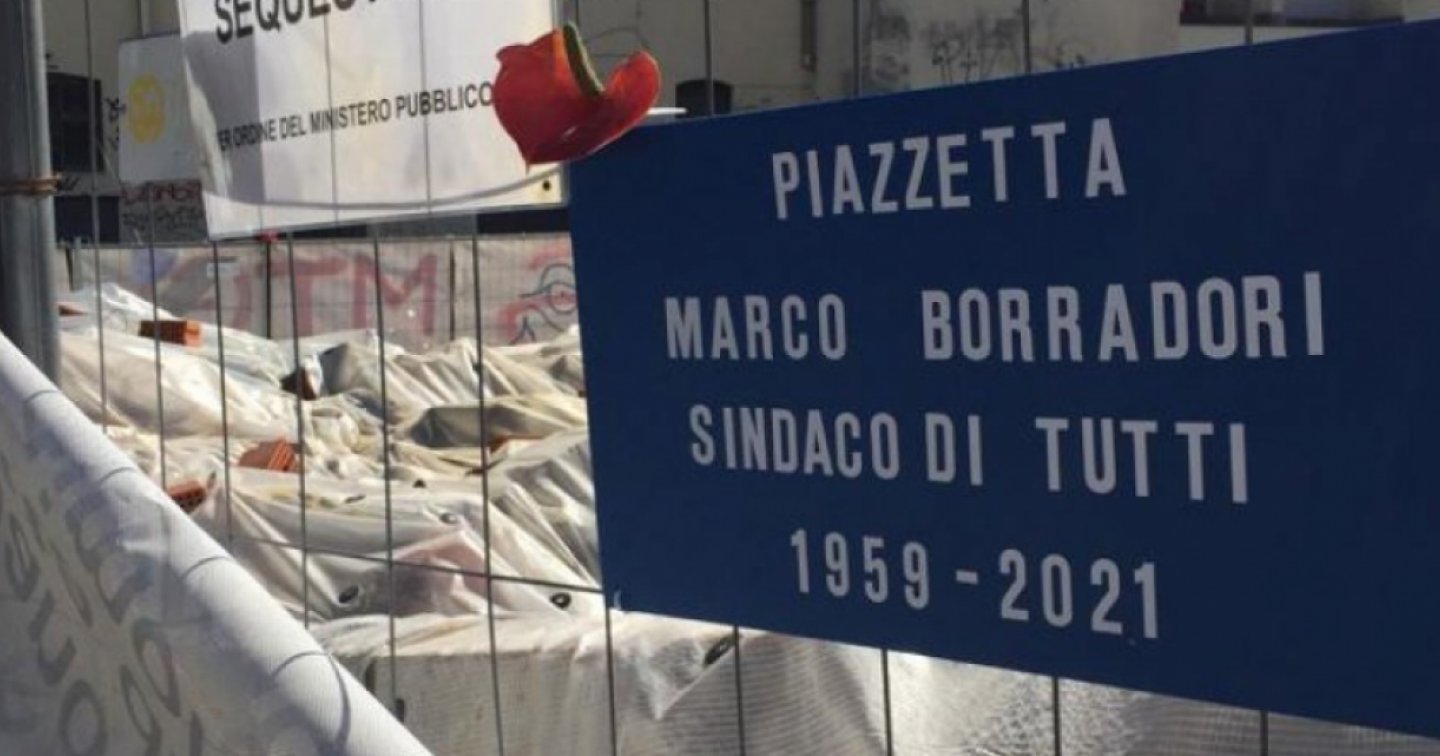 PER ORDINE DEL MINISTERO PUBBLICO
PIAZZETTA
MARCO BORRADORI
SINDACO DI TUTTI
1959-2021